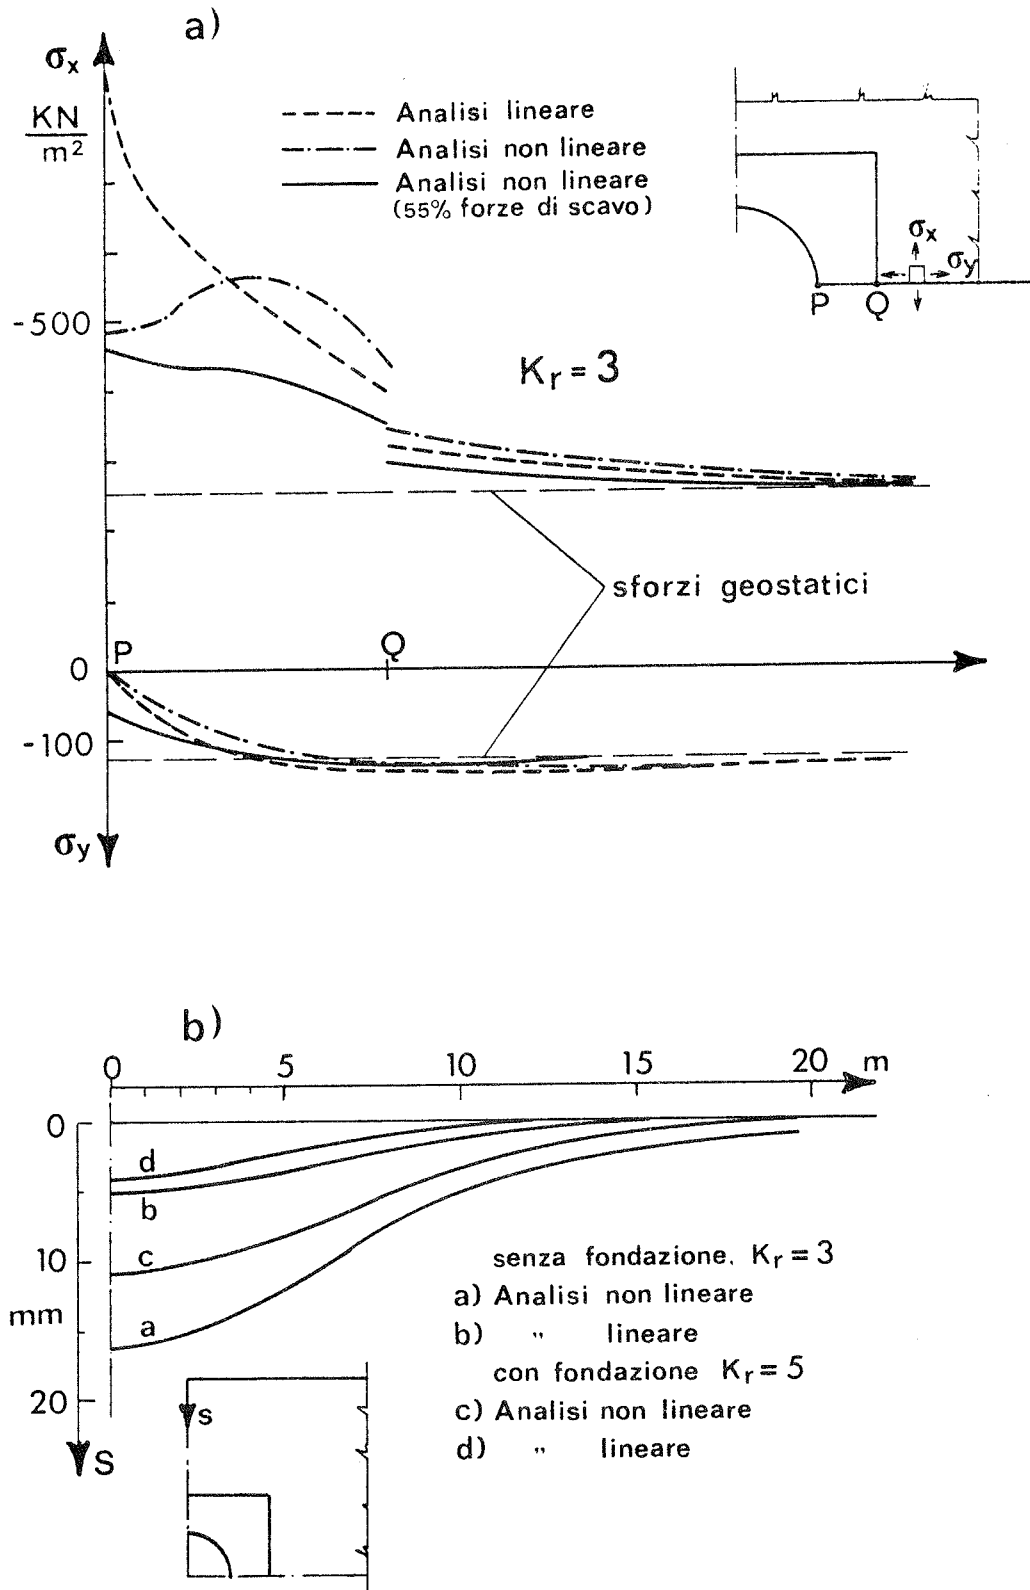 a)
σx
KN
m²
Analisi lineare
Analisi non lineare
Analisi non lineare
(55% forze di scavo)
σx
σy
P Q
-500
Kr = 3
sforzi geostatici
P Q
0
-100
σy
b)
0 5 10 15 20 m
0
d
b
10
c
mm
a
20
S
s
senza fondazione. Kr = 3
a) Analisi non lineare
b) " lineare
con fondazione Kr = 5
c) Analisi non lineare
d) " lineare